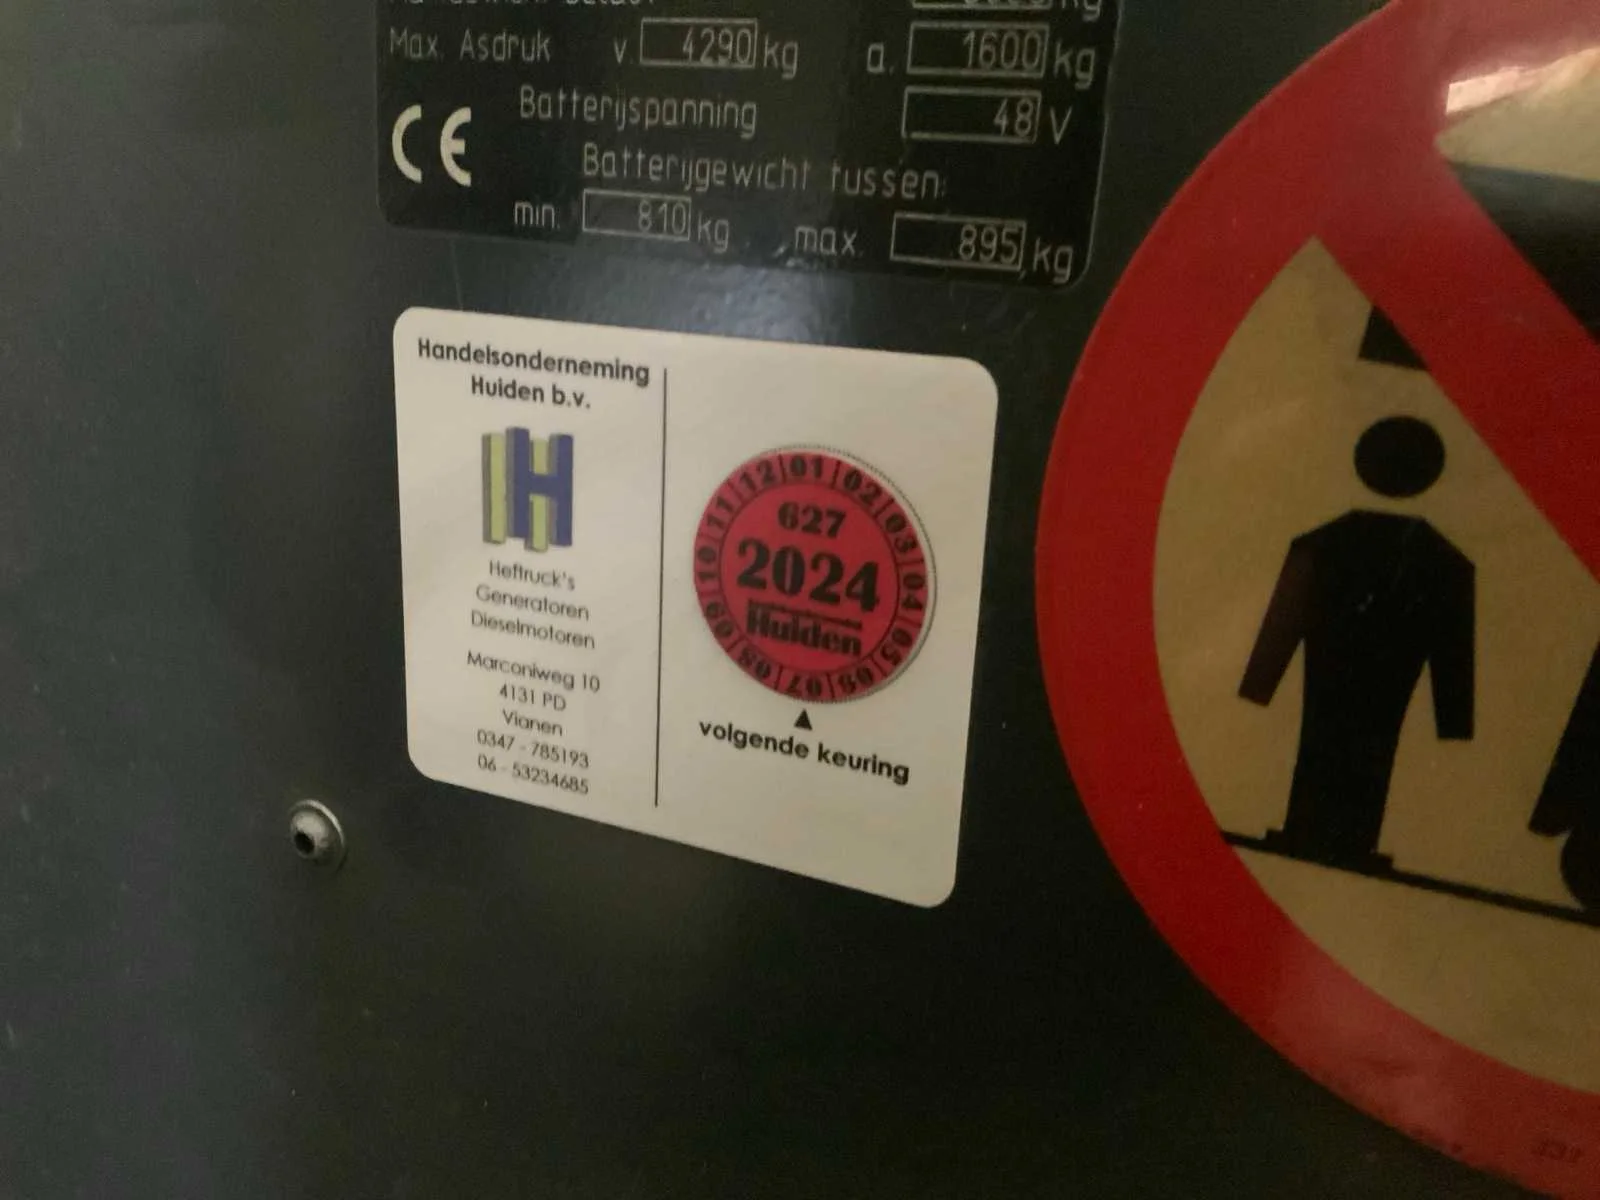 kg
Max. Asdruk v. 4290 kg a. 1600 kg
Batterijspanning 48 V
CE
Batterijgewicht tussen:
min. 810 kg max. 895 kg
Handelsonderneming
Huiden b.v.
H
Heftruck's
Generatoren
Dieselmotoren
Marconiweg 10
4131 PD
Vianen
0347 - 785193
06 - 53234685
01 02 03 04 05 06 07 08 09 10 11 12
627
2024
Huiden
volgende keuring